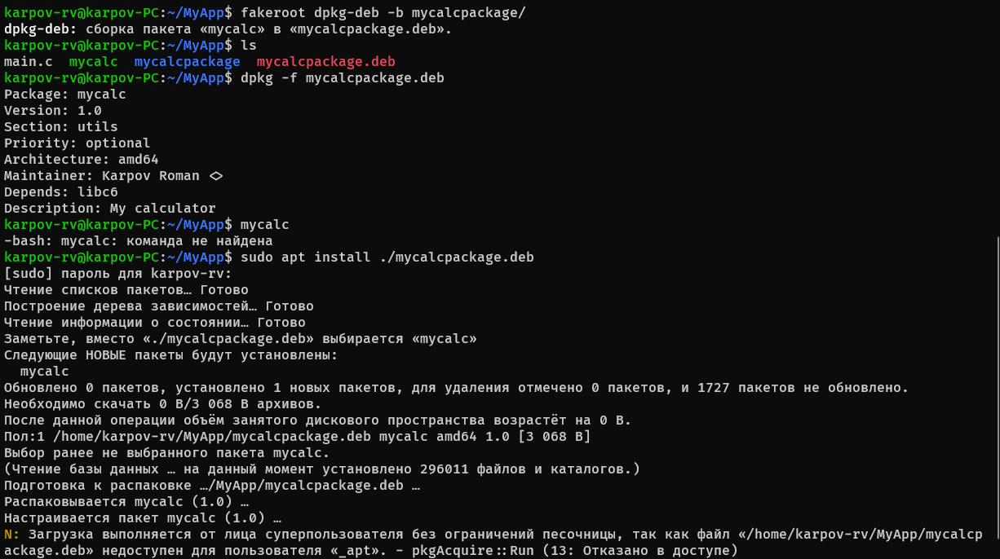 karpov-rv@karpov-PC:~/MyApp$ fakeroot dpkg-deb -b mycalcpackage/
dpkg-deb: сборка пакета «mycalc» в «mycalcpackage.deb».
karpov-rv@karpov-PC:~/MyApp$ ls
main.c  mycalc  mycalcpackage  mycalcpackage.deb
karpov-rv@karpov-PC:~/MyApp$ dpkg -f mycalcpackage.deb
Package: mycalc
Version: 1.0
Section: utils
Priority: optional
Architecture: amd64
Maintainer: Karpov Roman <>
Depends: libc6
Description: My calculator
karpov-rv@karpov-PC:~/MyApp$ mycalc
-bash: mycalc: команда не найдена
karpov-rv@karpov-PC:~/MyApp$ sudo apt install ./mycalcpackage.deb
[sudo] пароль для karpov-rv:
Чтение списков пакетов… Готово
Построение дерева зависимостей… Готово
Чтение информации о состоянии… Готово
Заметьте, вместо «./mycalcpackage.deb» выбирается «mycalc»
Следующие НОВЫЕ пакеты будут установлены:
  mycalc
Обновлено 0 пакетов, установлено 1 новых пакетов, для удаления отмечено 0 пакетов, и 1727 пакетов не обновлено.
Необходимо скачать 0 B/3 068 B архивов.
После данной операции объём занятого дискового пространства возрастёт на 0 B.
Пол:1 /home/karpov-rv/MyApp/mycalcpackage.deb mycalc amd64 1.0 [3 068 B]
Выбор ранее не выбранного пакета mycalc.
(Чтение базы данных … на данный момент установлено 296011 файлов и каталогов.)
Подготовка к распаковке …/MyApp/mycalcpackage.deb …
Распаковывается mycalc (1.0) …
Настраивается пакет mycalc (1.0) …
N: Загрузка выполняется от лица суперпользователя без ограничений песочницы, так как файл «/home/karpov-rv/MyApp/mycalcp
ackage.deb» недоступен для пользователя «_apt». - pkgAcquire::Run (13: Отказано в доступе)